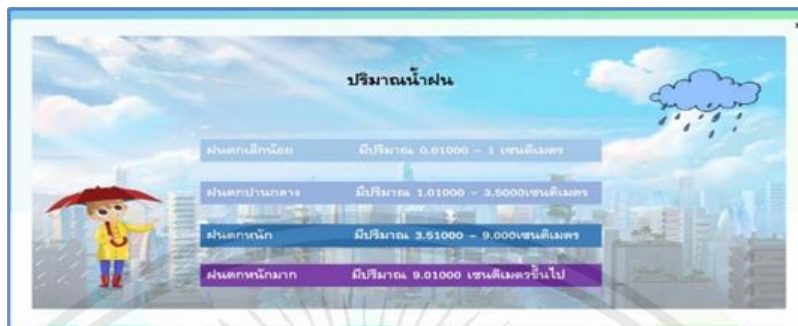 ปริมาณน้ำฝน
ฝนตกเล็กน้อย มีปริมาณ 0.01000 - 1 เซนติเมตร
ฝนตกปานกลาง มีปริมาณ 1.01000 - 3.5000เซนติเมตร
ฝนตกหนัก มีปริมาณ 3.51000 - 9.000เซนติเมตร
ฝนตกหนักมาก มีปริมาณ 9.01000 เซนติเมตรขึ้นไป